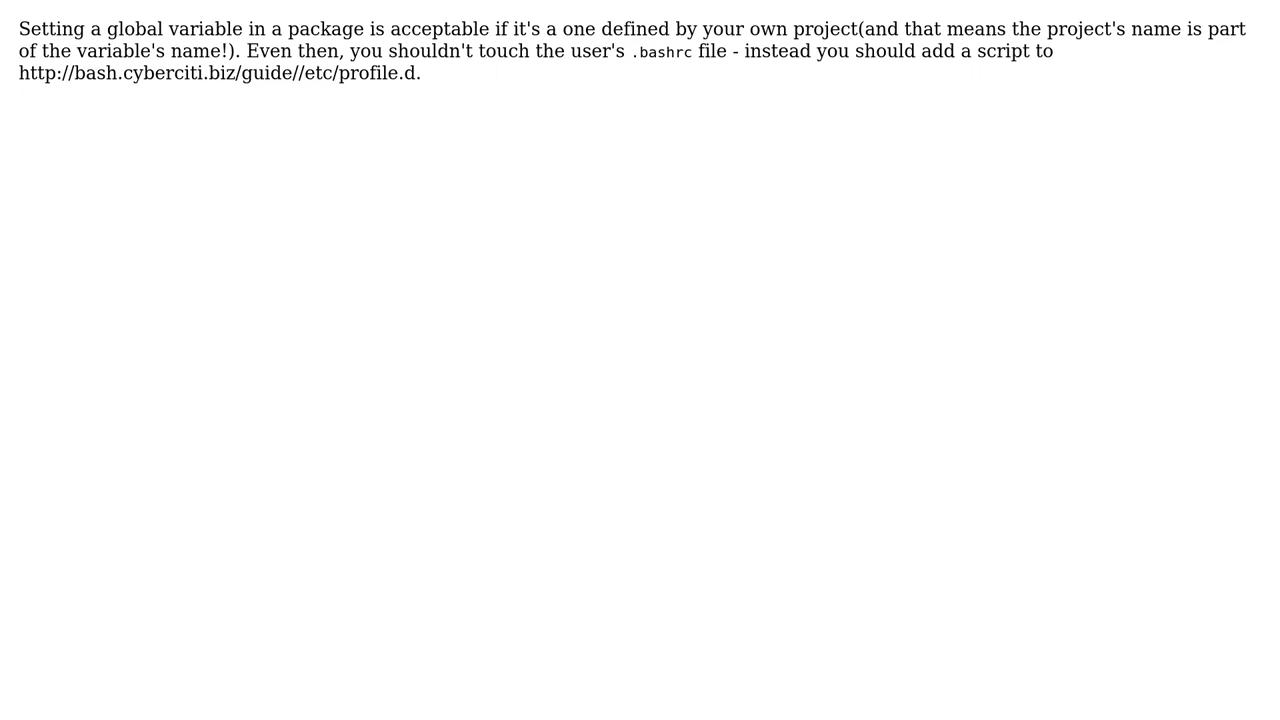 Setting a global variable in a package is acceptable if it's a one defined by your own project(and that means the project's name is part
of the variable's name!). Even then, you shouldn't touch the user's .bashrc file - instead you should add a script to
http://bash.cyberciti.biz/guide//etc/profile.d.